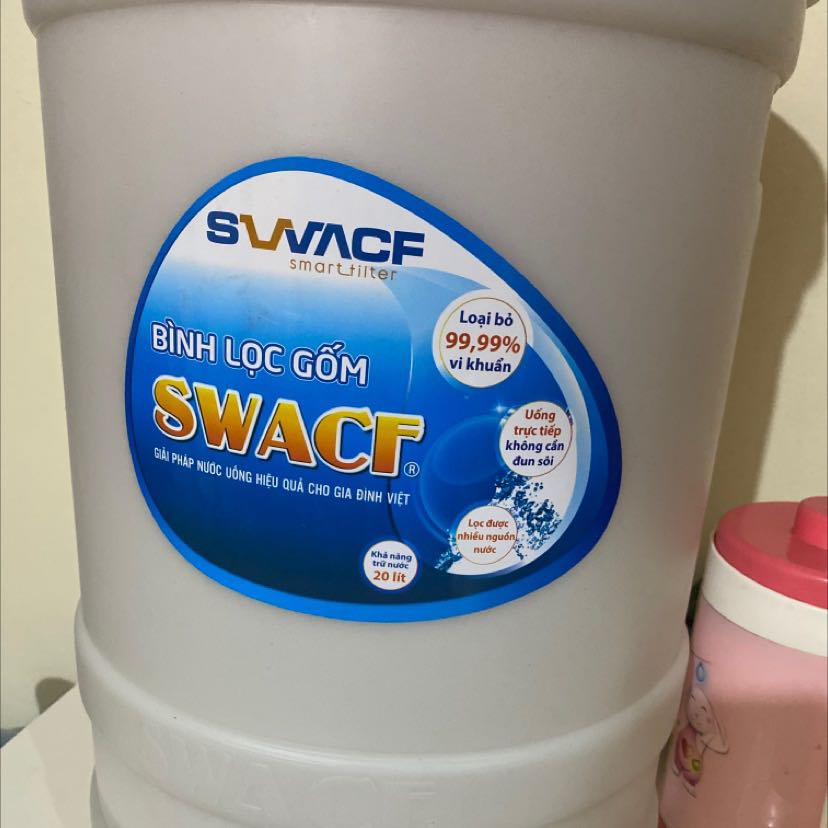 SWACF
smart filter
BÌNH LỌC GỐM
SWACF®
GIẢI PHÁP NƯỚC UỐNG HIỆU QUẢ CHO GIA ĐÌNH VIỆT
Loại bỏ
99,99%
vi khuẩn
Uống
trực tiếp
không cần
đun sôi
Lọc được
nhiều nguồn
nước
Khả năng
trữ nước
20 lít
SWACF